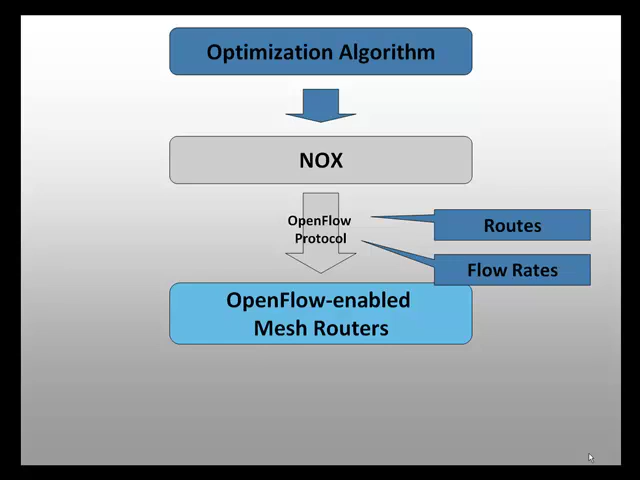 Optimization Algorithm
NOX
OpenFlow
Protocol
Routes
Flow Rates
OpenFlow-enabled
Mesh Routers